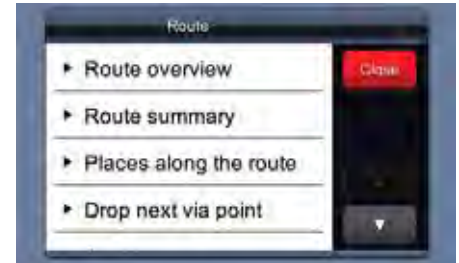 Route
Route overview
Close
Route summary
Places along the route
Drop next via point